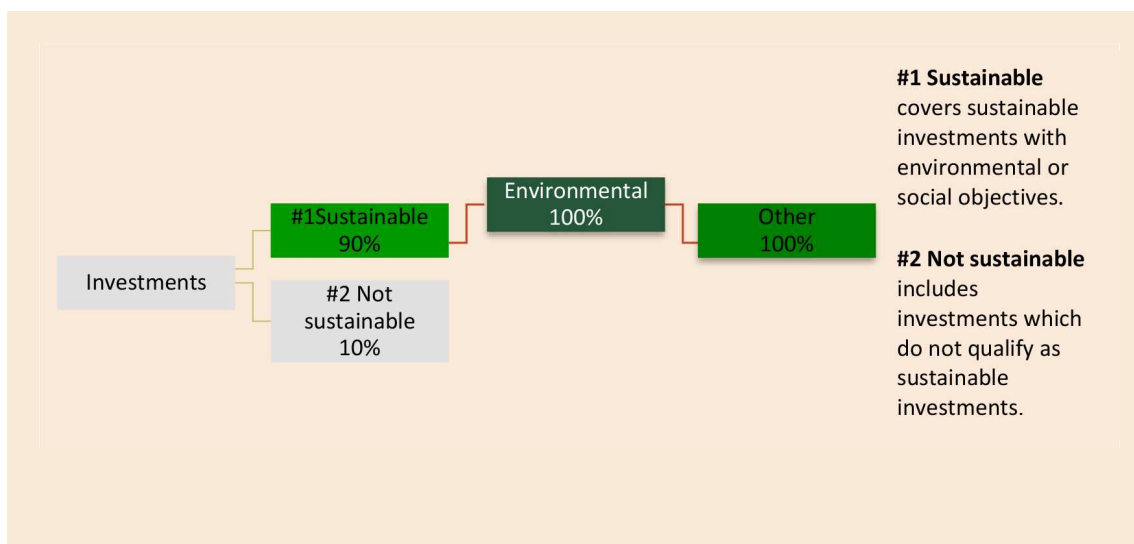 Investments
#1Sustainable
90%
#2 Not
sustainable
10%
Environmental
100%
Other
100%
#1 Sustainable
covers sustainable
investments with
environmental or
social objectives.
#2 Not sustainable
includes
investments which
do not qualify as
sustainable
investments.